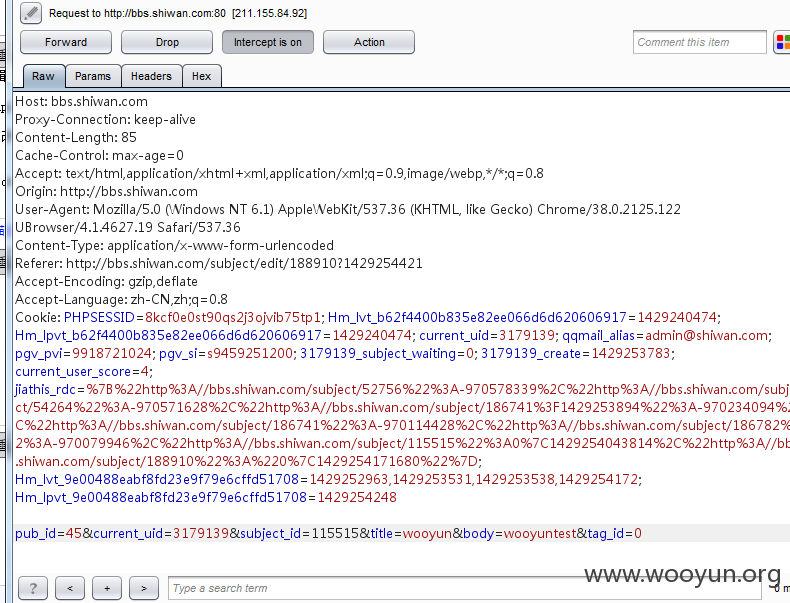 Request to http://bbs.shiwan.com:80 [211.155.84.92]
Forward Drop Intercept is on Action Comment this item
Raw Params Headers Hex
Host: bbs.shiwan.com
Proxy-Connection: keep-alive
Content-Length: 85
Cache-Control: max-age=0
Accept: text/html,application/xhtml+xml,application/xml;q=0.9,image/webp,*/*;q=0.8
Origin: http://bbs.shiwan.com
User-Agent: Mozilla/5.0 (Windows NT 6.1) AppleWebKit/537.36 (KHTML, like Gecko) Chrome/38.0.2125.122
UBrowser/4.1.4627.19 Safari/537.36
Content-Type: application/x-www-form-urlencoded
Referer: http://bbs.shiwan.com/subject/edit/188910?1429254421
Accept-Encoding: gzip,deflate
Accept-Language: zh-CN,zh;q=0.8
Cookie: PHPSESSID=8kcf0e0st90qs2j3ojvib75tp1; Hm_lvt_b62f4400b835e82ee066d6d620606917=1429240474;
Hm_lpvt_b62f4400b835e82ee066d6d620606917=1429240474; current_uid=3179139; qqmail_alias=admin@shiwan.com;
pgv_pvi=9918721024; pgv_si=s9459251200; 3179139_subject_waiting=0; 3179139_create=1429253783;
current_user_score=4;
jiathis_rdc=%7B%22http%3A//bbs.shiwan.com/subject/52756%22%3A-970578339%2C%22http%3A//bbs.shiwan.com/subj
ct/54264%22%3A-970571628%2C%22http%3A//bbs.shiwan.com/subject/186741%3F1429253894%22%3A-970234094%2
C%22http%3A//bbs.shiwan.com/subject/186741%22%3A-970114428%2C%22http%3A//bbs.shiwan.com/subject/186782%
2%3A-970079946%2C%22http%3A//bbs.shiwan.com/subject/115515%22%3A0%7C1429254043814%2C%22http%3A//bb
.shiwan.com/subject/188910%22%3A%220%7C1429254171680%22%7D;
Hm_lvt_9e00488eabf8fd23e9f79e6cffd51708=1429252963,1429253531,1429253538,1429254172;
Hm_lpvt_9e00488eabf8fd23e9f79e6cffd51708=1429254248
pub_id=45&current_uid=3179139&subject_id=115515&title=wooyun&body=wooyuntest&tag_id=0
www.wooyun.org
? < + > Type a search term 0 m